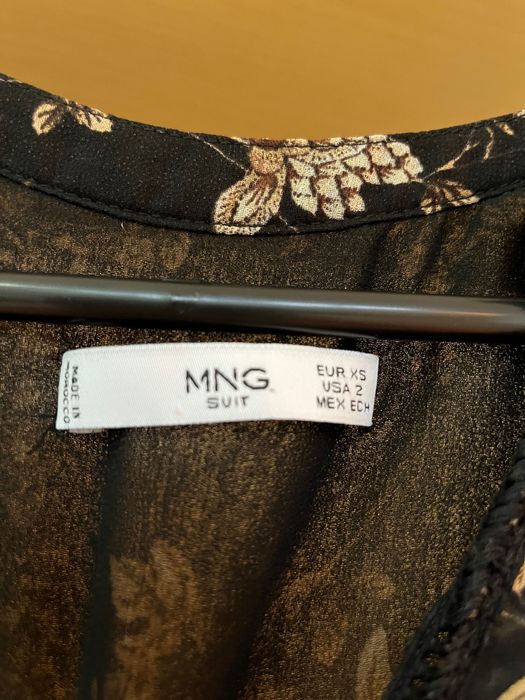 MADE IN
MOROCCO
MNG
SUIT
EUR XS
USA 2
MEX ECH